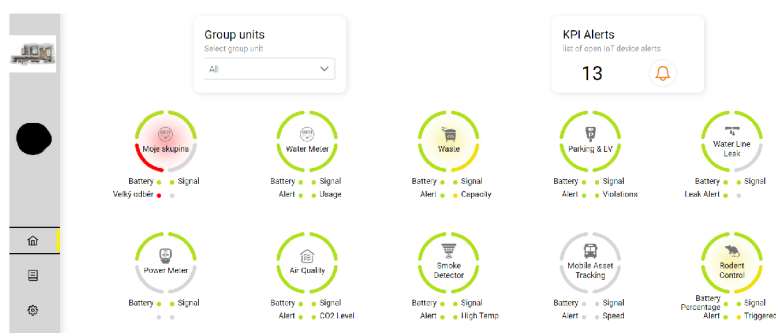 Group units
Select group unit
All
KPI Alerts
list of open IoT device alerts
13
Moje skupina
Battery Signal
Velký odběr
Water Meter
Battery Signal
Alert Usage
Waste
Battery Signal
Alert Capacity
Parking & EV
Battery Signal
Alert Violations
Water Line
Leak
Battery Signal
Leak Alert
Power Meter
Battery Signal
Air Quality
Battery Signal
Alert CO2 Level
Smoke
Detector
Battery Signal
Alert High Temp
Mobile Asset
Tracking
Battery Signal
Alert Speed
Rodent
Control
Battery
Percentage Signal
Alert Triggered